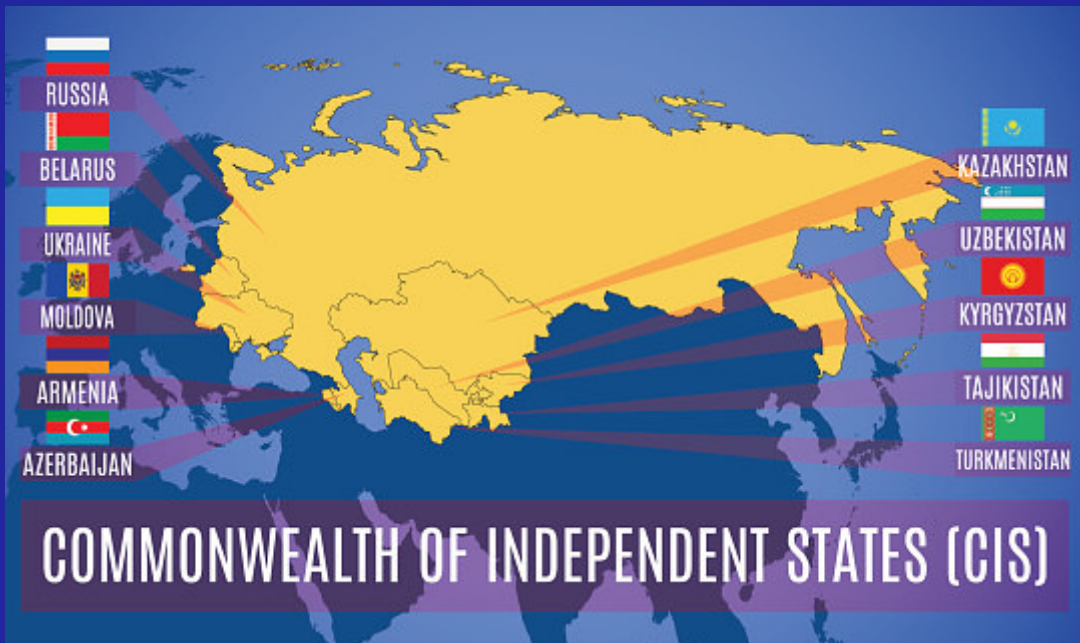 RUSSIA
BELARUS
UKRAINE
MOLDOVA
ARMENIA
AZERBAIJAN
KAZAKHSTAN
UZBEKISTAN
KYRGYZSTAN
TAJIKISTAN
TURKMENISTAN
COMMONWEALTH OF INDEPENDENT STATES (CIS)